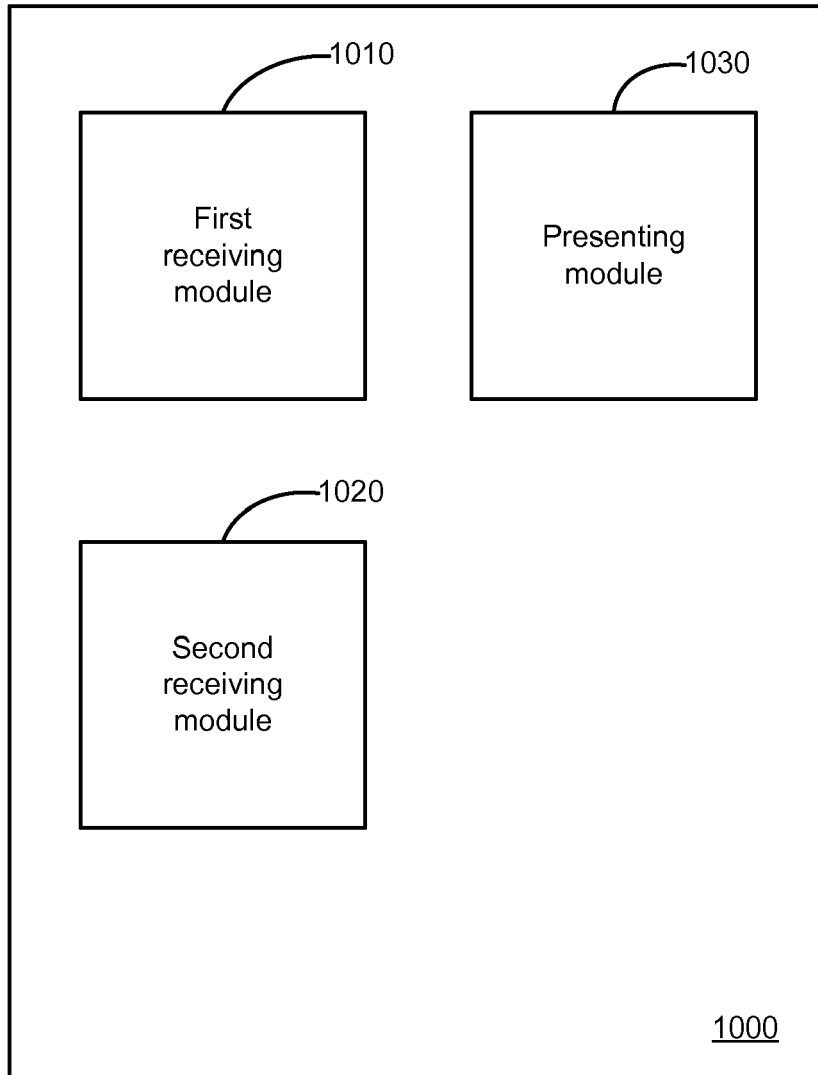 1010
First
receiving
module
1030
Presenting
module
1020
Second
receiving
module
1000